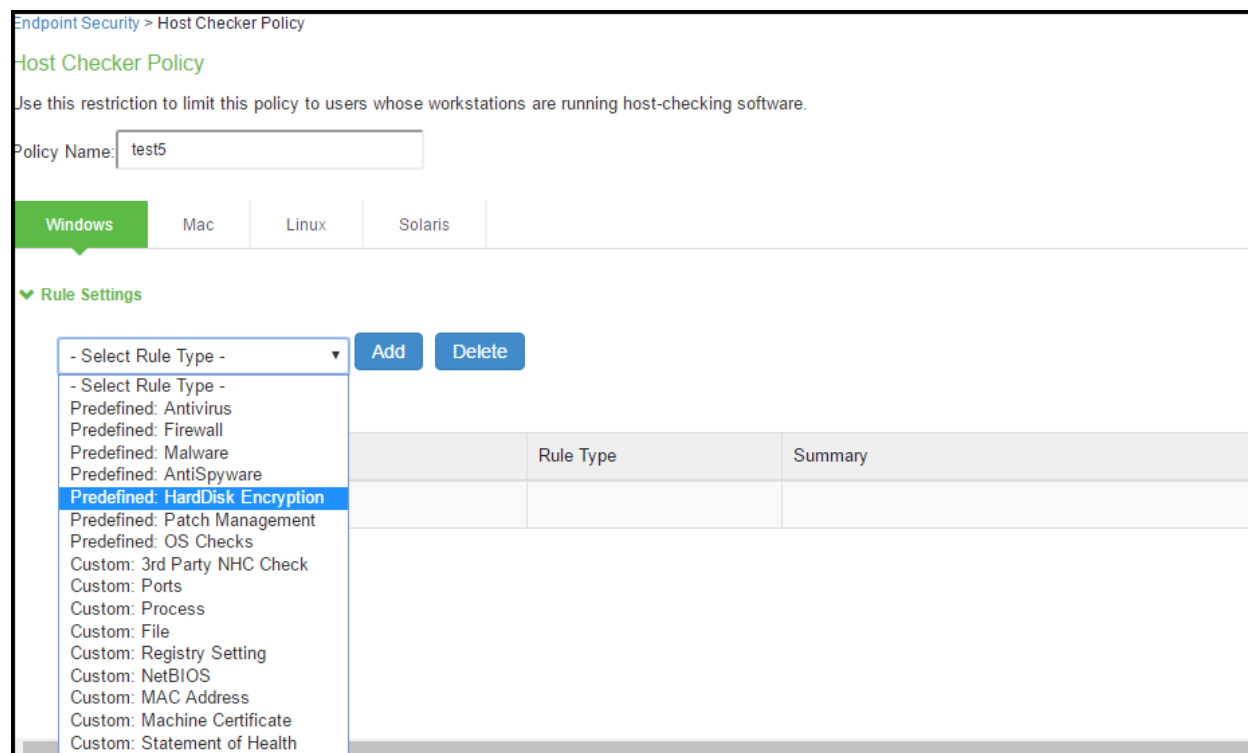 Endpoint Security > Host Checker Policy
Host Checker Policy
Use this restriction to limit this policy to users whose workstations are running host-checking software.
Policy Name: test5
Windows Mac Linux Solaris
Rule Settings
- Select Rule Type - Add Delete
- Select Rule Type -
Predefined: Antivirus
Predefined: Firewall
Predefined: Malware
Predefined: AntiSpyware
Predefined: HardDisk Encryption
Predefined: Patch Management
Predefined: OS Checks
Custom: 3rd Party NHC Check
Custom: Ports
Custom: Process
Custom: File
Custom: Registry Setting
Custom: NetBIOS
Custom: MAC Address
Custom: Machine Certificate
Custom: Statement of Health
Rule Type Summary